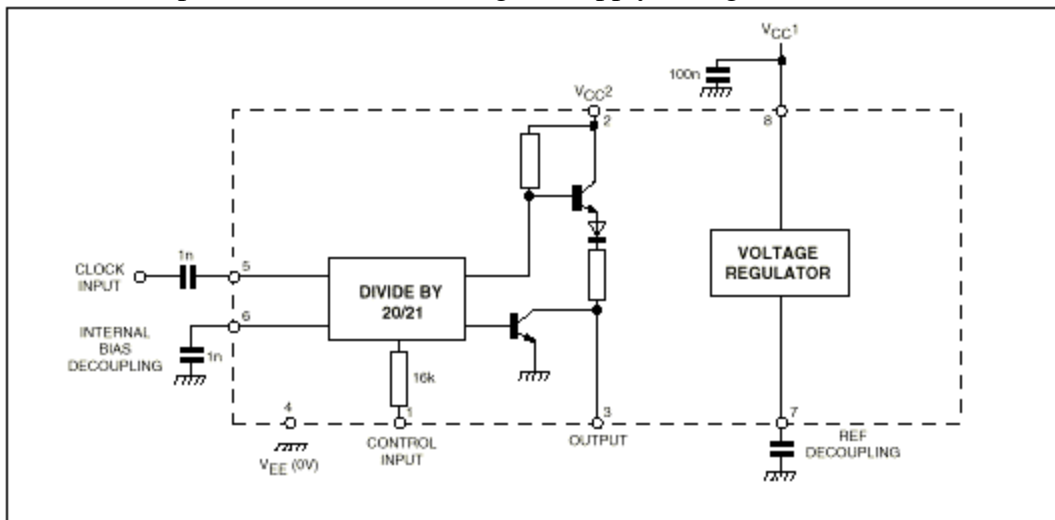 VCC1
100n
VCC2
2
8
VOLTAGE
REGULATOR
1n
CLOCK
INPUT
5
DIVIDE BY
20/21
6
INTERNAL
BIAS
DECOUPLING
1n
16k
4
1
3
7
VEE (0V)
CONTROL
INPUT
OUTPUT
REF
DECOUPLING